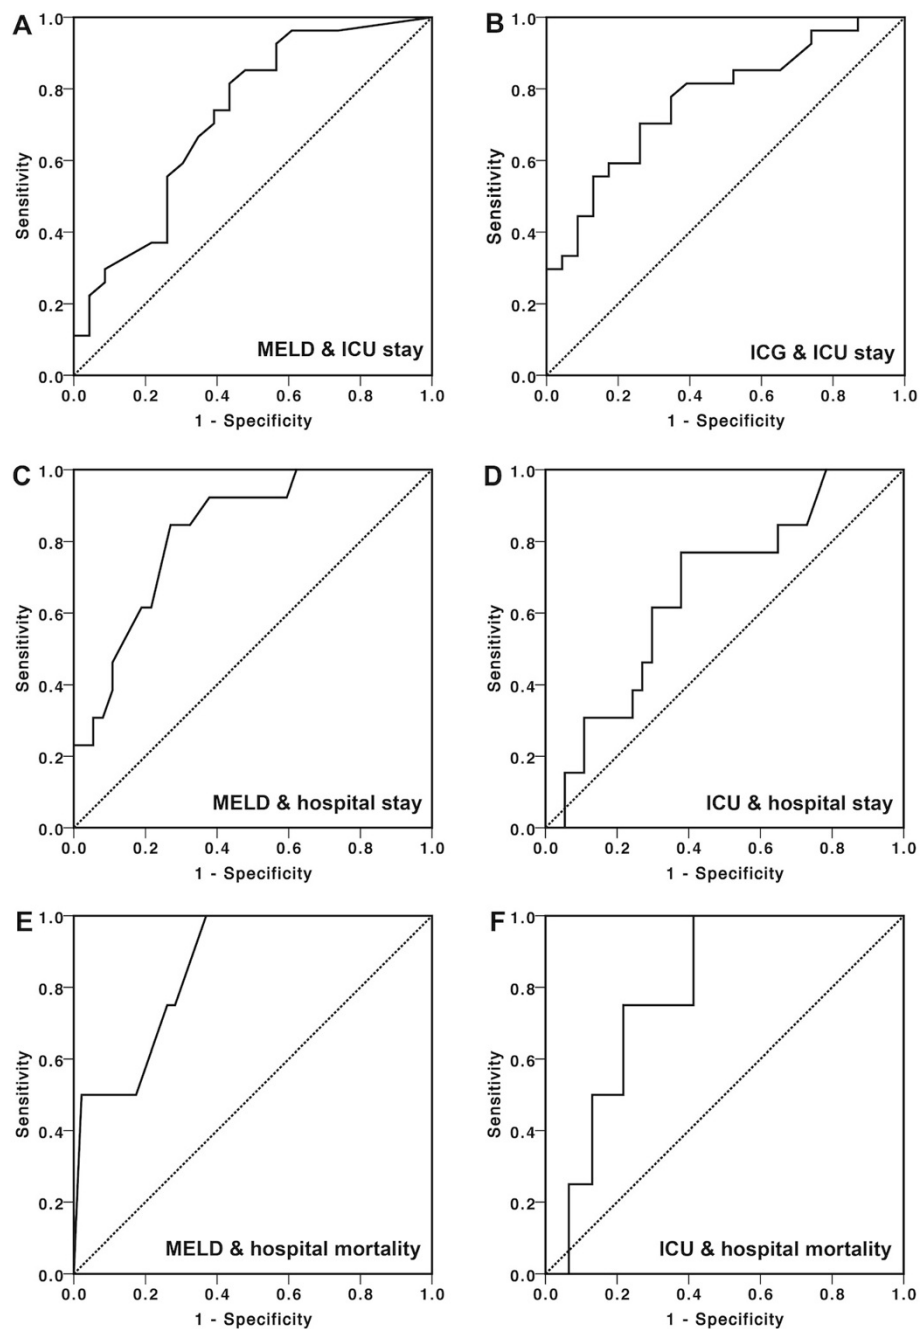 A
1.0
0.8
0.6
0.4
0.2
0.0
Sensitivity
MELD & ICU stay
0.0 0.2 0.4 0.6 0.8 1.0
1 - Specificity
B
1.0
0.8
0.6
0.4
0.2
0.0
Sensitivity
ICG & ICU stay
0.0 0.2 0.4 0.6 0.8 1.0
1 - Specificity
C
1.0
0.8
0.6
0.4
0.2
0.0
Sensitivity
MELD & hospital stay
0.0 0.2 0.4 0.6 0.8 1.0
1 - Specificity
D
1.0
0.8
0.6
0.4
0.2
0.0
Sensitivity
ICU & hospital stay
0.0 0.2 0.4 0.6 0.8 1.0
1 - Specificity
E
1.0
0.8
0.6
0.4
0.2
0.0
Sensitivity
MELD & hospital mortality
0.0 0.2 0.4 0.6 0.8 1.0
1 - Specificity
F
1.0
0.8
0.6
0.4
0.2
0.0
Sensitivity
ICU & hospital mortality
0.0 0.2 0.4 0.6 0.8 1.0
1 - Specificity